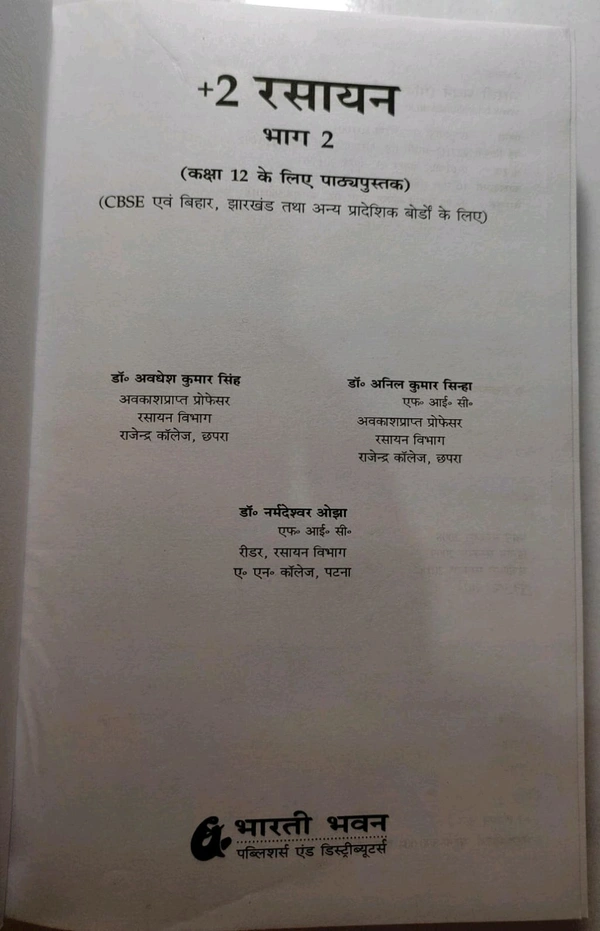 +2 रसायन
भाग 2
(कक्षा 12 के लिए पाठ्यपुस्तक)
(CBSE एवं बिहार, झारखंड तथा अन्य प्रादेशिक बोर्डों के लिए)
डॉ॰ अवधेश कुमार सिंह
अवकाशप्राप्त प्रोफेसर
रसायन विभाग
राजेन्द्र कॉलेज, छपरा
डॉ॰ अनिल कुमार सिन्हा
एफ॰ आई॰ सी॰
अवकाशप्राप्त प्रोफेसर
रसायन विभाग
राजेन्द्र कॉलेज, छपरा
डॉ॰ नर्मदेश्वर ओझा
एफ॰ आई॰ सी॰
रीडर, रसायन विभाग
ए॰ एन॰ कॉलेज, पटना
भारती भवन
पब्लिशर्स एंड डिस्ट्रीब्यूटर्स